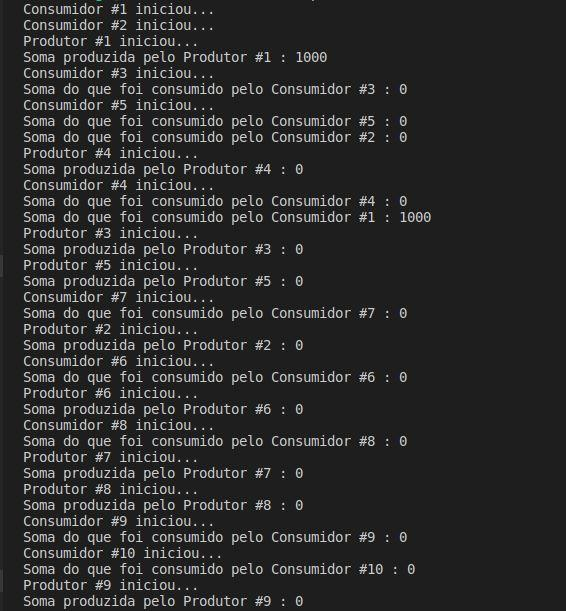 Consumidor #1 iniciou...
Consumidor #2 iniciou...
Produtor #1 iniciou...
Soma produzida pelo Produtor #1 : 1000
Consumidor #3 iniciou...
Soma do que foi consumido pelo Consumidor #3 : 0
Consumidor #5 iniciou...
Soma do que foi consumido pelo Consumidor #5 : 0
Soma do que foi consumido pelo Consumidor #2 : 0
Produtor #4 iniciou...
Soma produzida pelo Produtor #4 : 0
Consumidor #4 iniciou...
Soma do que foi consumido pelo Consumidor #4 : 0
Soma do que foi consumido pelo Consumidor #1 : 1000
Produtor #3 iniciou...
Soma produzida pelo Produtor #3 : 0
Produtor #5 iniciou...
Soma produzida pelo Produtor #5 : 0
Consumidor #7 iniciou...
Soma do que foi consumido pelo Consumidor #7 : 0
Produtor #2 iniciou...
Soma produzida pelo Produtor #2 : 0
Consumidor #6 iniciou...
Soma do que foi consumido pelo Consumidor #6 : 0
Produtor #6 iniciou...
Soma produzida pelo Produtor #6 : 0
Consumidor #8 iniciou...
Soma do que foi consumido pelo Consumidor #8 : 0
Produtor #7 iniciou...
Soma produzida pelo Produtor #7 : 0
Produtor #8 iniciou...
Soma produzida pelo Produtor #8 : 0
Consumidor #9 iniciou...
Soma do que foi consumido pelo Consumidor #9 : 0
Consumidor #10 iniciou...
Soma do que foi consumido pelo Consumidor #10 : 0
Produtor #9 iniciou...
Soma produzida pelo Produtor #9 : 0